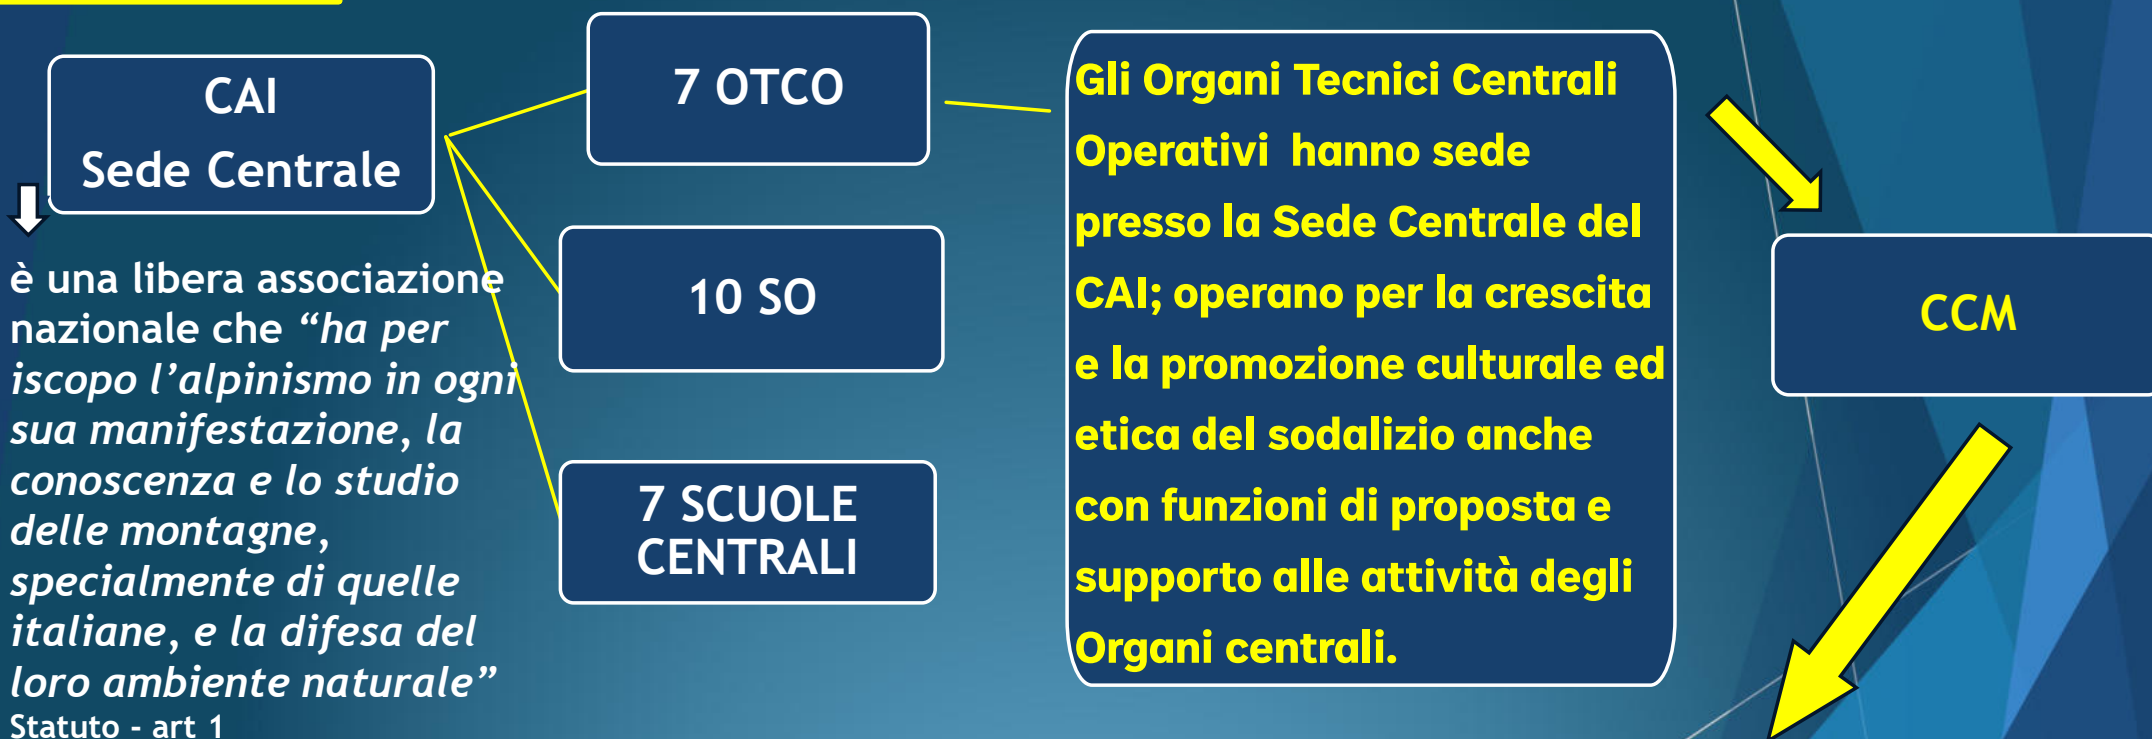 CAI
Sede Centrale
è una libera associazione
nazionale che “ha per
iscopo l’alpinismo in ogni
sua manifestazione, la
conoscenza e lo studio
delle montagne,
specialmente di quelle
italiane, e la difesa del
loro ambiente naturale”
Statuto - art 1
7 OTCO
10 SO
7 SCUOLE
CENTRALI
Gli Organi Tecnici Centrali
Operativi hanno sede
presso la Sede Centrale del
CAI; operano per la crescita
e la promozione culturale ed
etica del sodalizio anche
con funzioni di proposta e
supporto alle attività degli
Organi centrali.
CCM